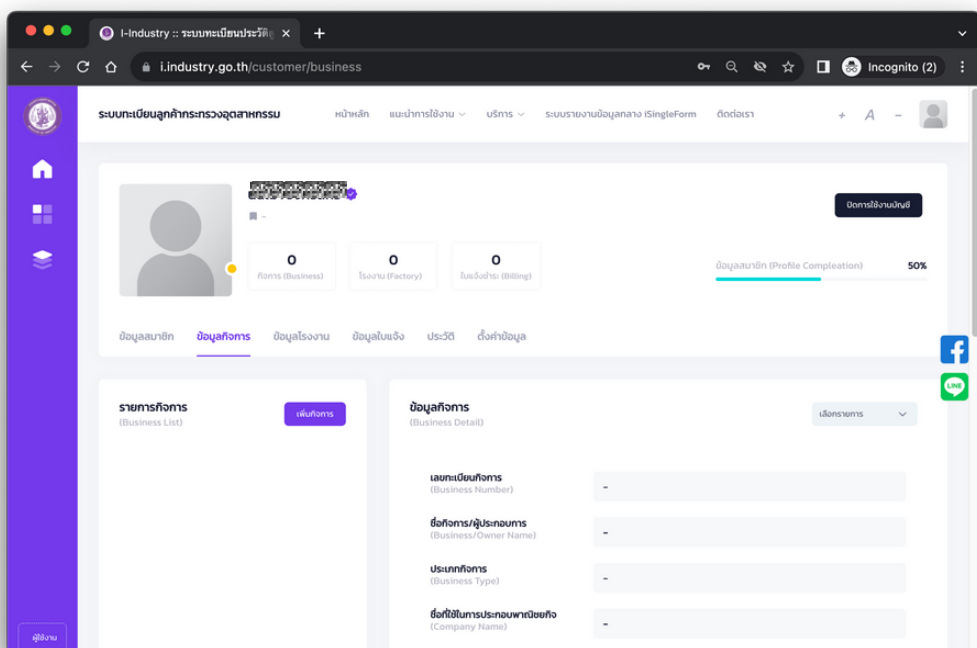 I-Industry :: ระบบทะเบียนประวัติ
i.industry.go.th/customer/business
Incognito (2)
ระบบทะเบียนลูกค้ากระทรวงอุตสาหกรรม
หน้าหลัก แนะนำการใช้งาน บริการ ระบบรายงานข้อมูลกลาง iSingleForm ติดต่อเรา + A -
-
ปิดการใช้งานบัญชี
0 0 0
กิจการ (Business) โรงงาน (Factory) ใบแจ้งชำระ (Billing)
ข้อมูลสมาชิก (Profile Compleation) 50%
ข้อมูลสมาชิก ข้อมูลกิจการ ข้อมูลโรงงาน ข้อมูลใบแจ้ง ประวัติ ตั้งค่าข้อมูล
LINE
รายการกิจการ
(Business List)
เพิ่มกิจการ
ข้อมูลกิจการ
(Business Detail)
เลือกรายการ
เลขทะเบียนกิจการ
(Business Number)
-
ชื่อกิจการ/ผู้ประกอบการ
(Business/Owner Name)
-
ประเภทกิจการ
(Business Type)
-
ชื่อที่ใช้ในการประกอบพาณิชยกิจ
(Company Name)
-
ผู้ใช้งาน